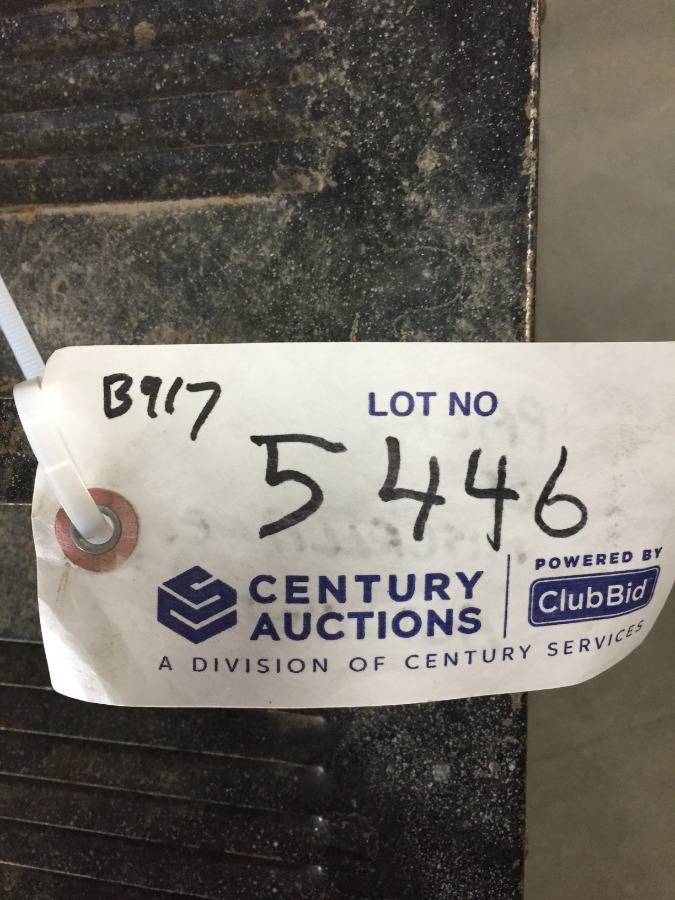 B917
LOT NO
5446
CENTURY
AUCTIONS
POWERED BY
ClubBid
A DIVISION OF CENTURY SERVICES